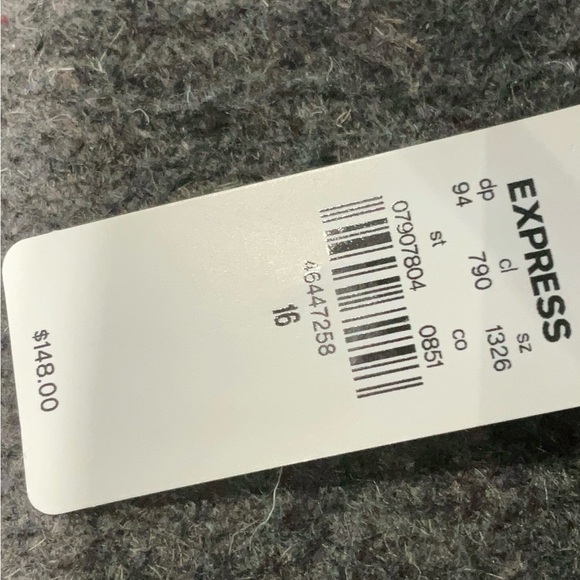 EXPRESS
dp cl sz
94 790 1326
st co
07907804 0851
46447258
16
$148.00